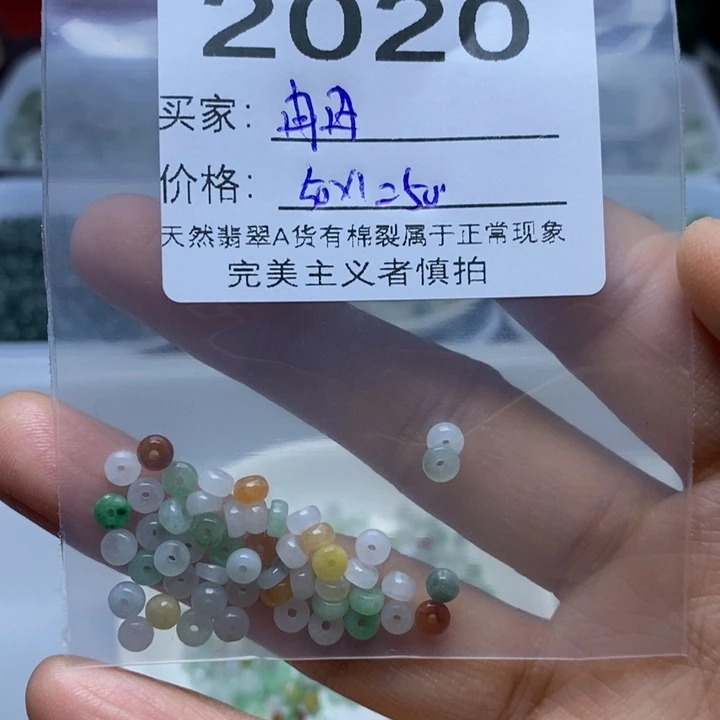 2020
买家: 冉冉
价格: 50x1=50
天然翡翠A货有棉裂属于正常现象
完美主义者慎拍